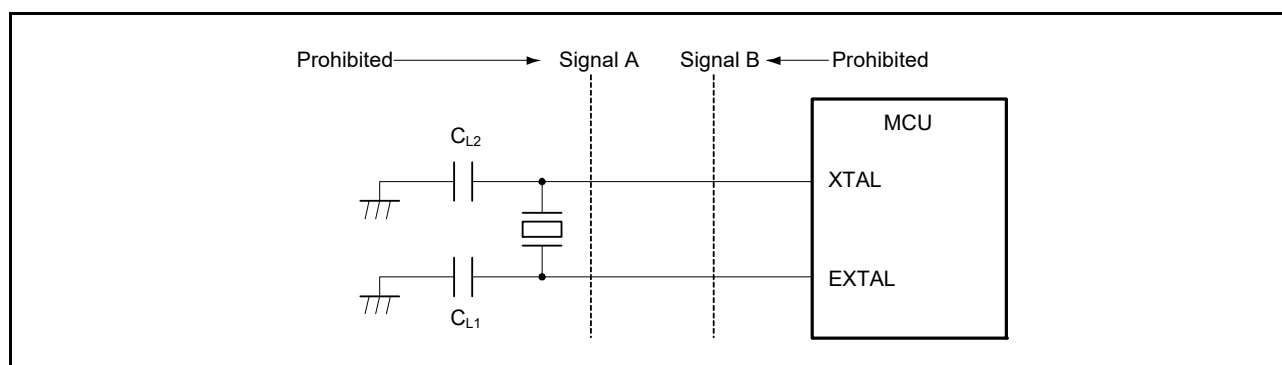 Prohibited Signal A Signal B Prohibited
MCU
CL2
XTAL
EXTAL
CL1